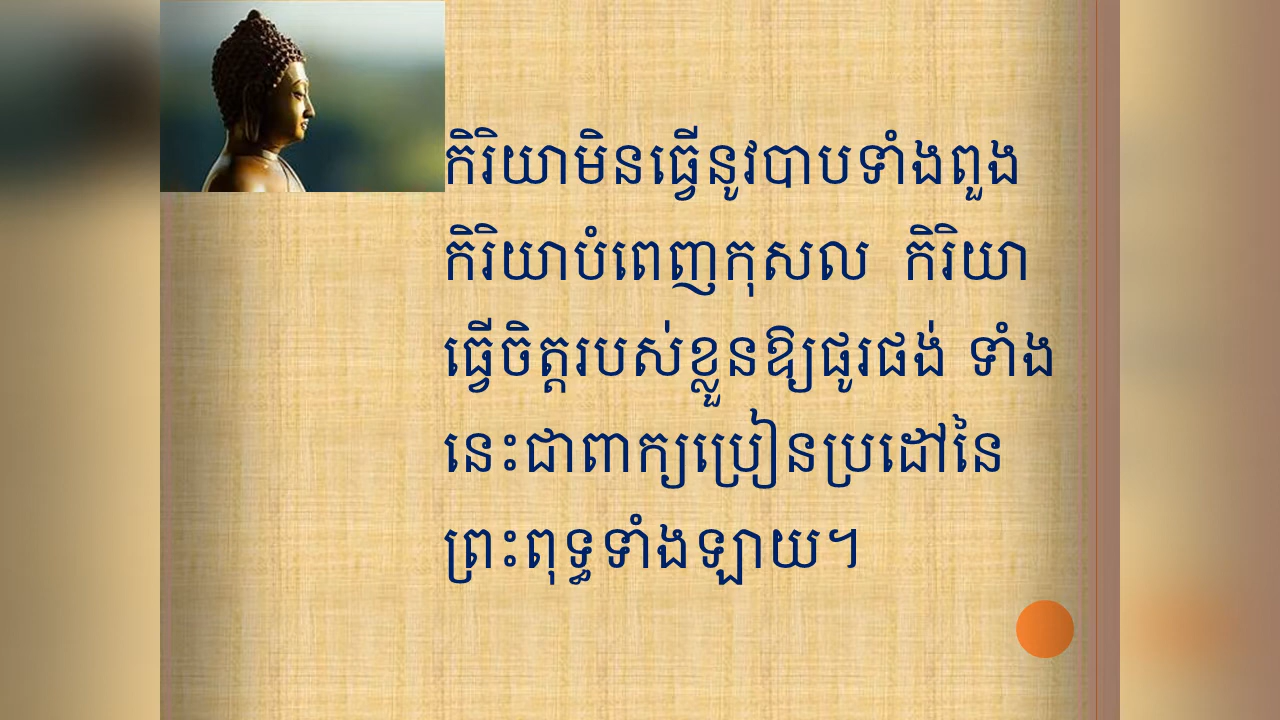 កិរិយាមិនធ្វើនូវបាបទាំងពួង
កិរិយាបំពេញកុសល កិរិយា
ធ្វើចិត្តរបស់ខ្លួនឱ្យផូរផង់ ទាំង
នេះជាពាក្យប្រៀនប្រដៅនៃ
ព្រះពុទ្ធទាំងឡាយ។